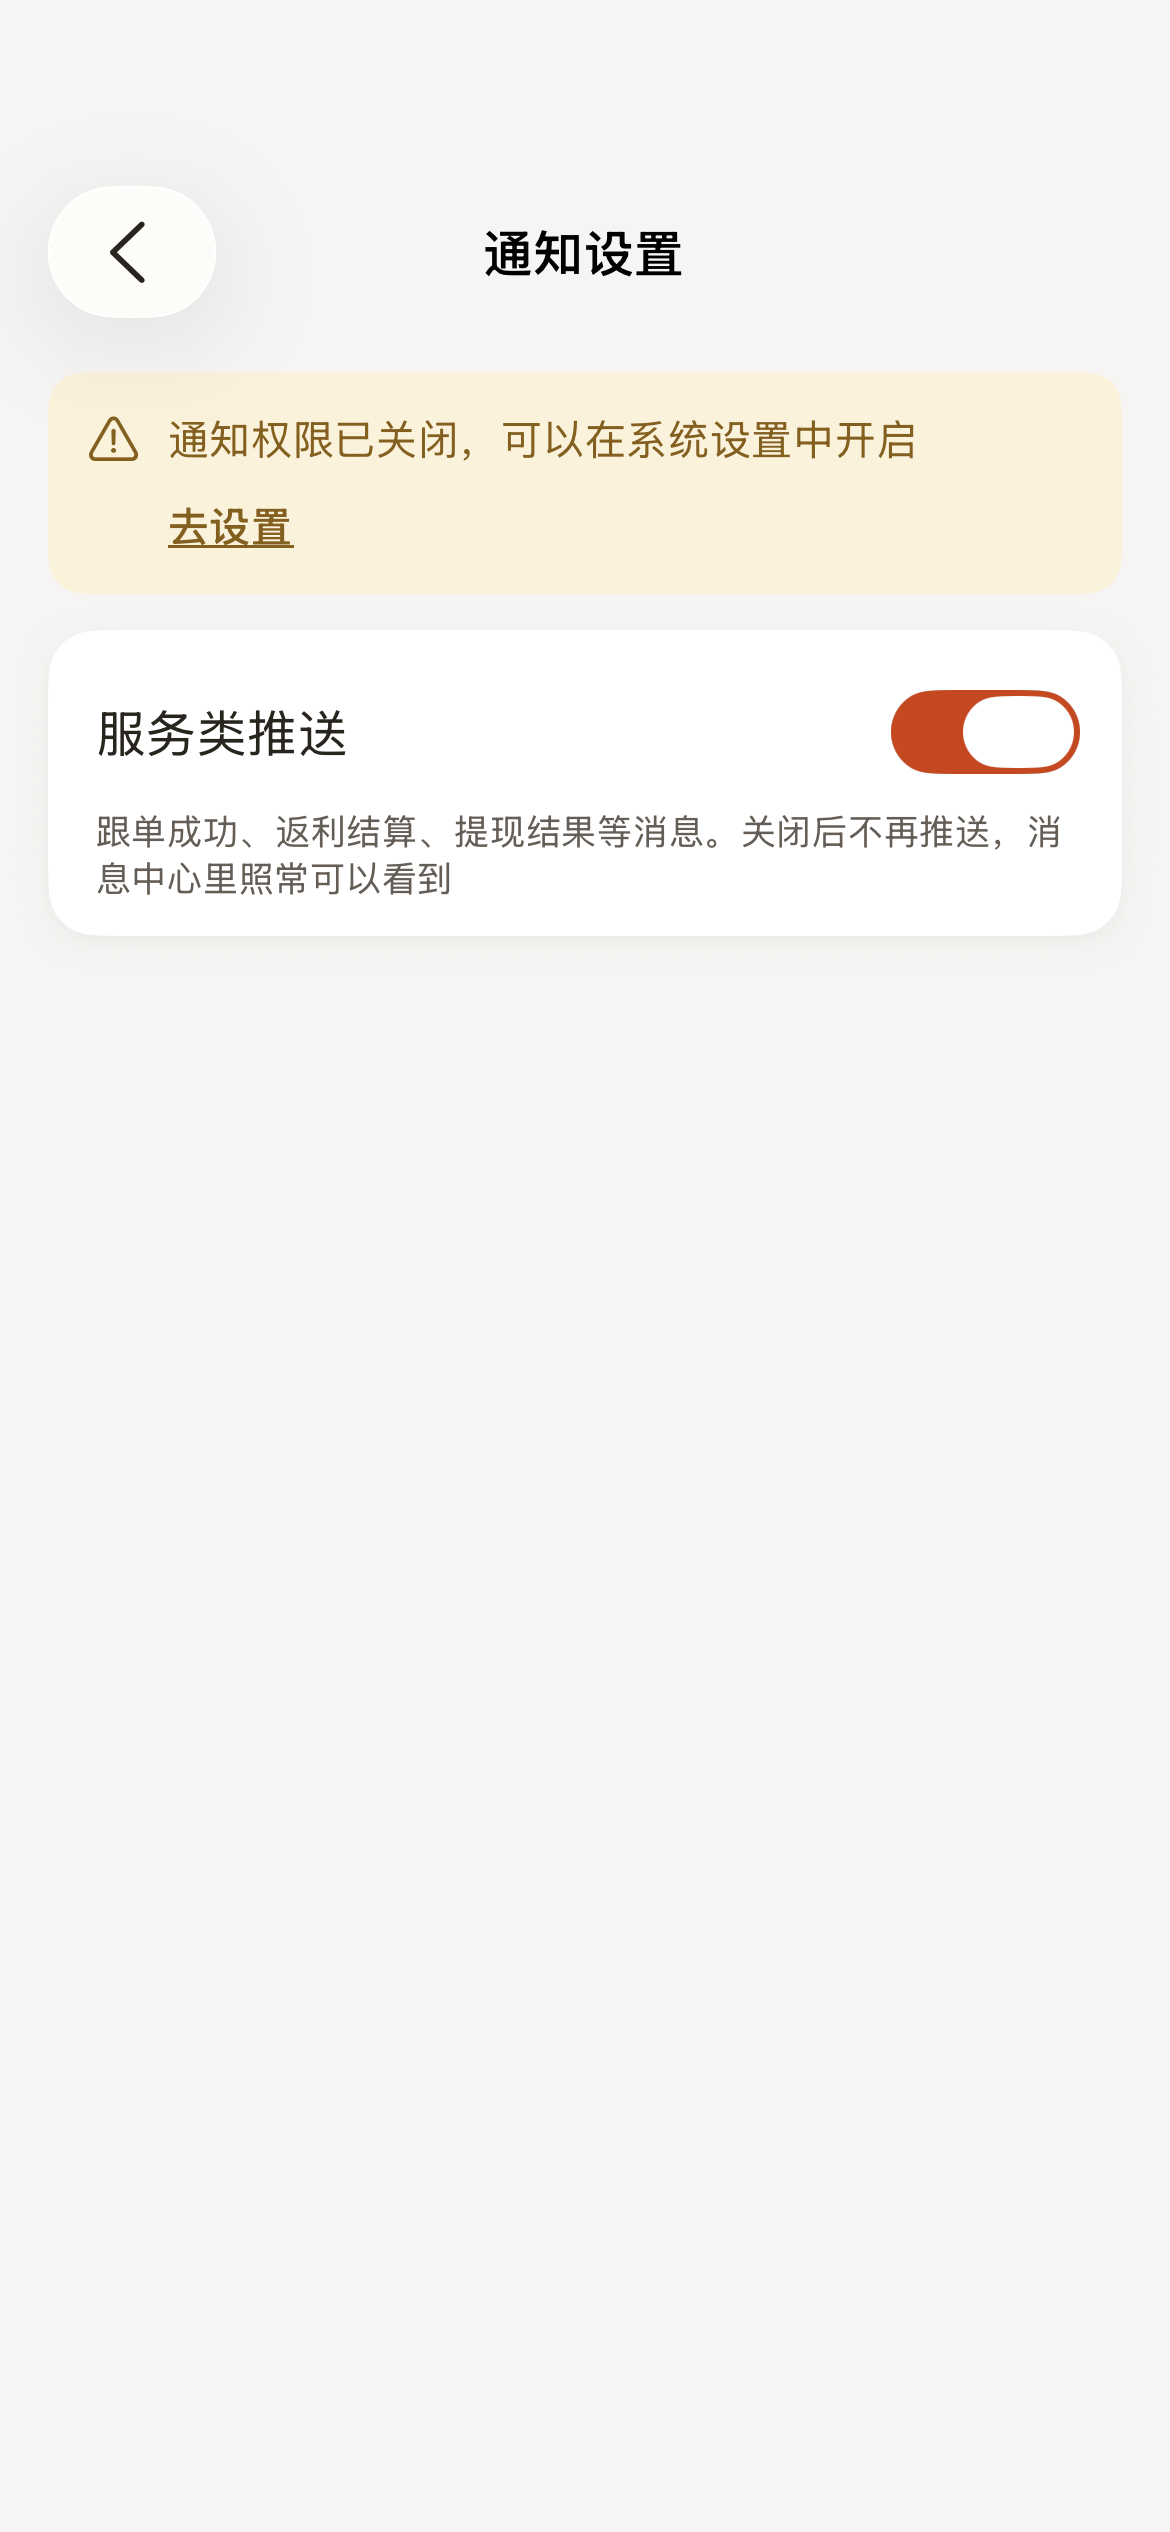 通知设置
通知权限已关闭，可以在系统设置中开启
去设置
服务类推送
跟单成功、返利结算、提现结果等消息。关闭后不再推送，消
息中心里照常可以看到